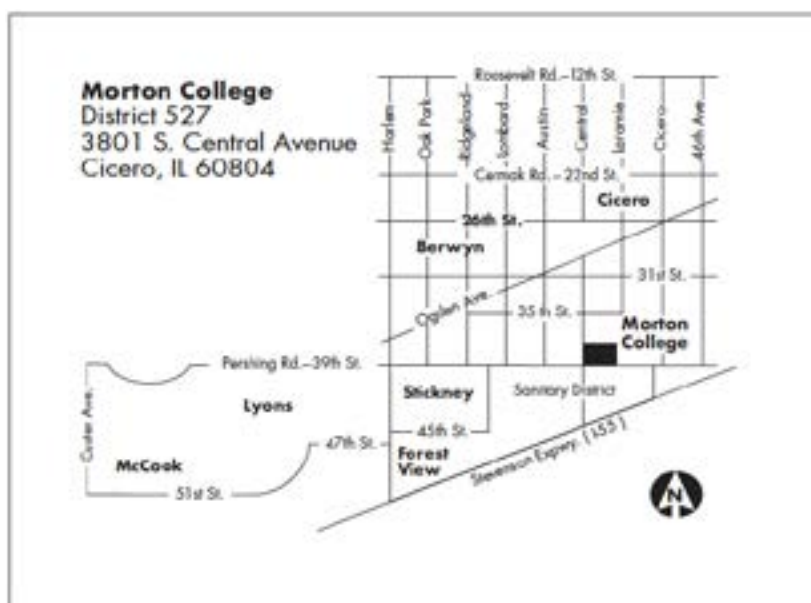 Morton College
District 527
3801 S. Central Avenue
Cicero, IL 60804
Roosevelt Rd.–12th St.
Harlem
Oak Park
Ridgeland
Lombard
Austin
Central
Laramie
Cicero
46th Ave
Cermak Rd.–22nd St.
Cicero
26th St.
Berwyn
31st St.
Ogden Ave.
35th St.
Morton
College
Pershing Rd.–39th St.
Stickney
Sanitary District
Lyons
Custer Ave.
45th St.
47th St.
Forest
View
McCook
Stevenson Expwy. (I-55)
51st St.
N